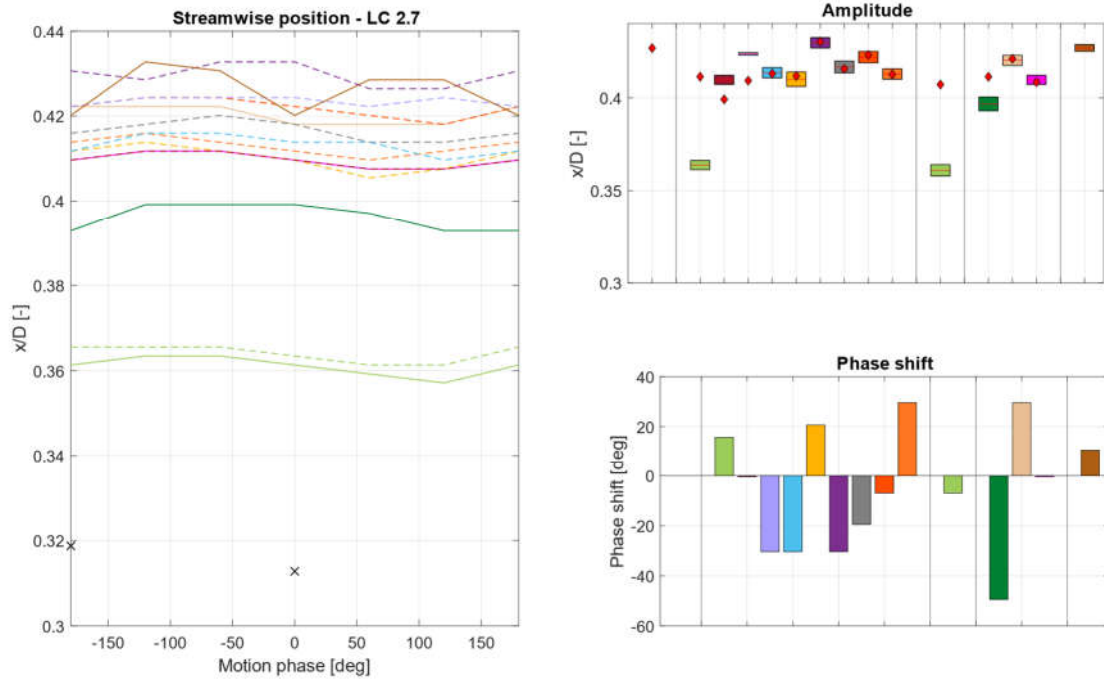 Streamwise position - LC 2.7
0.44
0.42
0.4
0.38
0.36
0.34
0.32
0.3
x/D [-]
-150 -100 -50 0 50 100 150
Motion phase [deg]
Amplitude
0.4
0.35
0.3
x/D [-]
Phase shift
40
20
0
-20
-40
-60
Phase shift [deg]